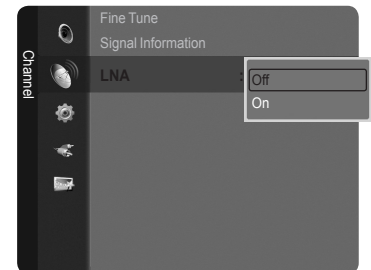 Channel
Fine Tune
Signal Information
LNA :
Off
On